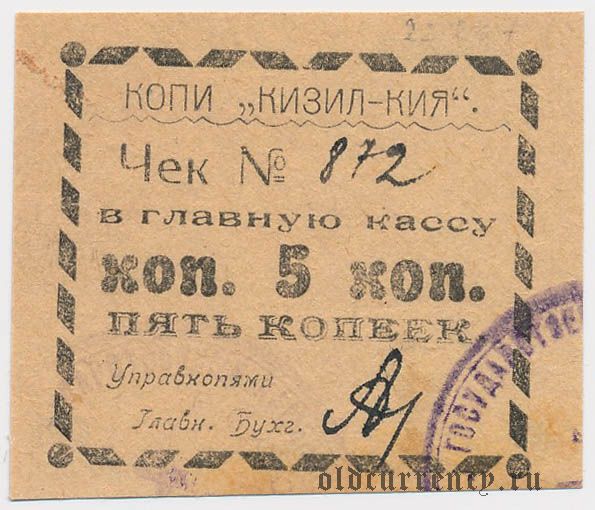 КОПИ „КИЗИЛ-КИЯ“.
Чек № 872
в главную кассу
коп. 5 коп.
ПЯТЬ КОПЕЕК
Управкопями
Главн. Бухг.
oldcurrency.ru